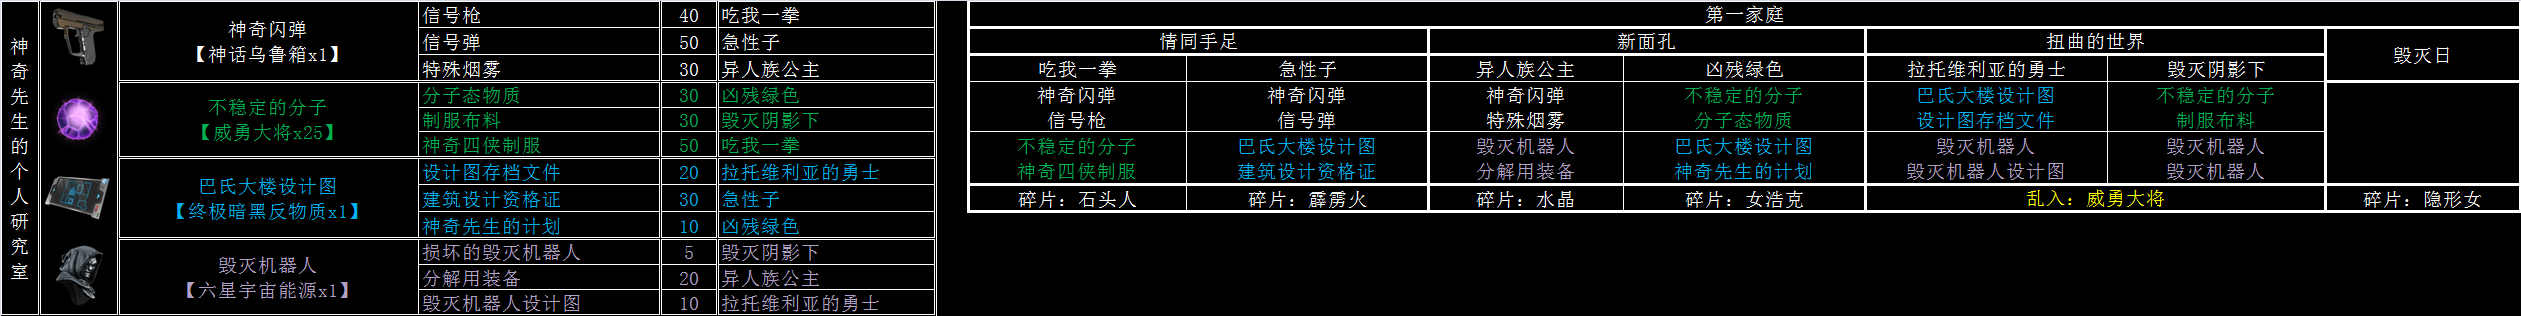 神奇先生的个人研究室
神奇闪弹
【神话乌鲁箱x1】
信号枪 40 吃我一拳
信号弹 50 急性子
特殊烟雾 30 异人族公主
不稳定的分子
【威勇大将x25】
分子态物质 30 凶残绿色
制服布料 30 毁灭阴影下
神奇四侠制服 50 吃我一拳
巴氏大楼设计图
【终极暗黑反物质x1】
设计图存档文件 20 拉托维利亚的勇士
建筑设计资格证 30 急性子
神奇先生的计划 10 凶残绿色
毁灭机器人
【六星宇宙能源x1】
损坏的毁灭机器人 5 毁灭阴影下
分解用装备 20 异人族公主
毁灭机器人设计图 10 拉托维利亚的勇士
第一家庭
情同手足 新面孔 扭曲的世界 毁灭日
吃我一拳 急性子 异人族公主 凶残绿色 拉托维利亚的勇士 毁灭阴影下
神奇闪弹 神奇闪弹 神奇闪弹 不稳定的分子 巴氏大楼设计图 不稳定的分子
信号枪 信号弹 特殊烟雾 分子态物质 设计图存档文件 制服布料
不稳定的分子 巴氏大楼设计图 毁灭机器人 巴氏大楼设计图 毁灭机器人 毁灭机器人
神奇四侠制服 建筑设计资格证 分解用装备 神奇先生的计划 毁灭机器人设计图 毁灭机器人
碎片：石头人 碎片：霹雳火 碎片：水晶 碎片：女浩克 乱入：威勇大将 碎片：隐形女